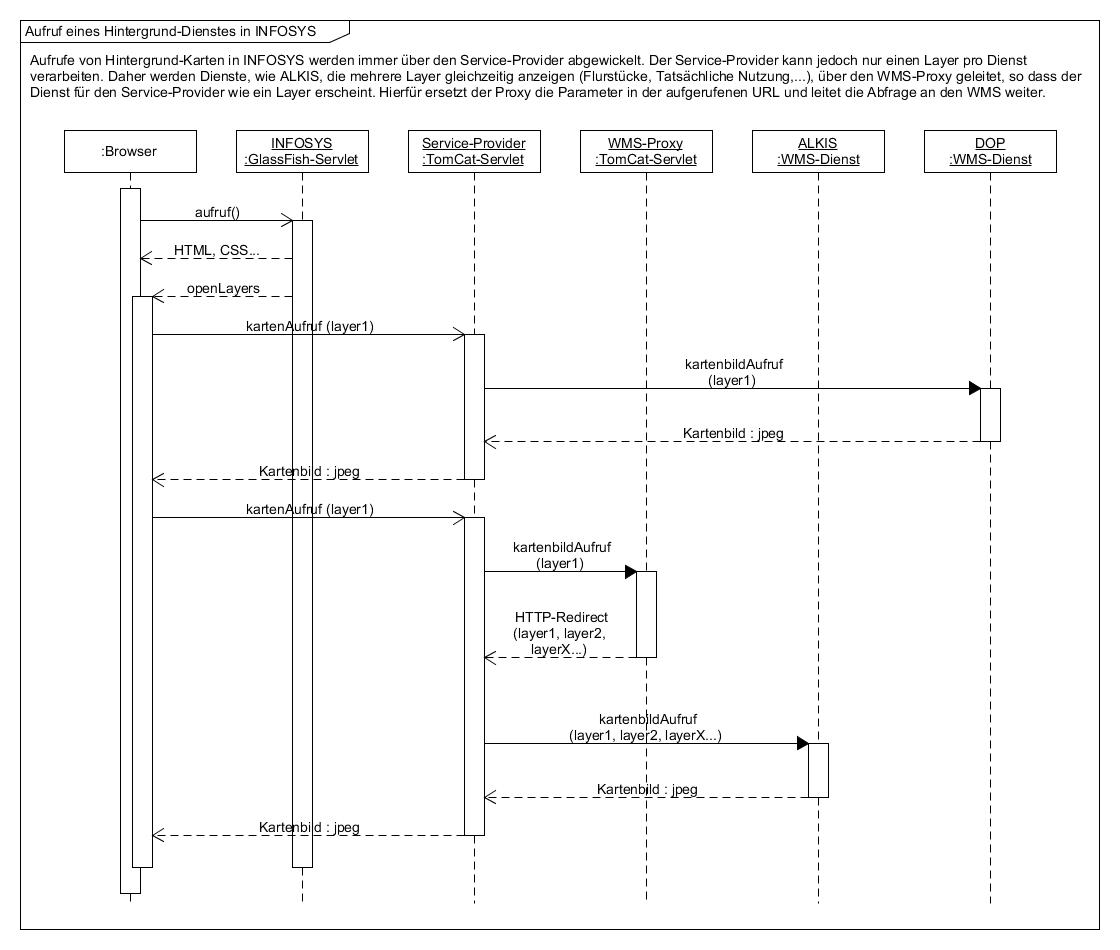 Aufruf eines Hintergrund-Dienstes in INFOSYS
Aufrufe von Hintergrund-Karten in INFOSYS werden immer über den Service-Provider abgewickelt. Der Service-Provider kann jedoch nur einen Layer pro Dienst
verarbeiten. Daher werden Dienste, wie ALKIS, die mehrere Layer gleichzeitig anzeigen (Flurstücke, Tatsächliche Nutzung,...), über den WMS-Proxy geleitet, so dass der
Dienst für den Service-Provider wie ein Layer erscheint. Hierfür ersetzt der Proxy die Parameter in der aufgerufenen URL und leitet die Abfrage an den WMS weiter.
:Browser
INFOSYS
:GlassFish-Servlet
Service-Provider
:TomCat-Servlet
WMS-Proxy
:TomCat-Servlet
ALKIS
:WMS-Dienst
DOP
:WMS-Dienst
aufruf()
HTML, CSS...
openLayers
kartenAufruf (layer1)
kartenbildAufruf
(layer1)
Kartenbild : jpeg
Kartenbild : jpeg
kartenAufruf (layer1)
kartenbildAufruf
(layer1)
HTTP-Redirect
(layer1, layer2,
layerX...)
kartenbildAufruf
(layer1, layer2, layerX...)
Kartenbild : jpeg
Kartenbild : jpeg